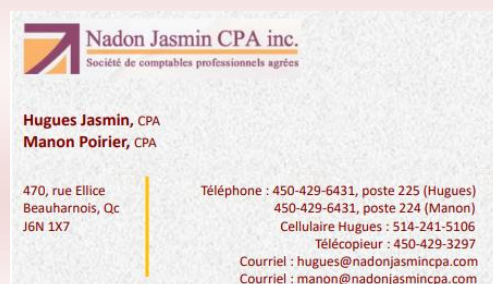 Nadon Jasmin CPA inc.
Société de comptables professionnels agrées
Hugues Jasmin, CPA
Manon Poirier, CPA
470, rue Ellice
Beauharnois, Qc
J6N 1X7
Téléphone : 450-429-6431, poste 225 (Hugues)
450-429-6431, poste 224 (Manon)
Cellulaire Hugues : 514-241-5106
Télécopieur : 450-429-3297
Courriel : hugues@nadonjasmincpa.com
Courriel : manon@nadonjasmincpa.com